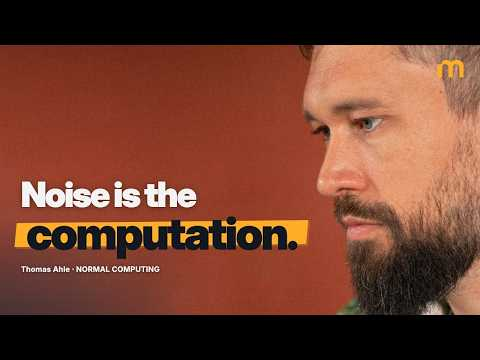 Noise is the
computation.
Thomas Ahle · NORMAL COMPUTING